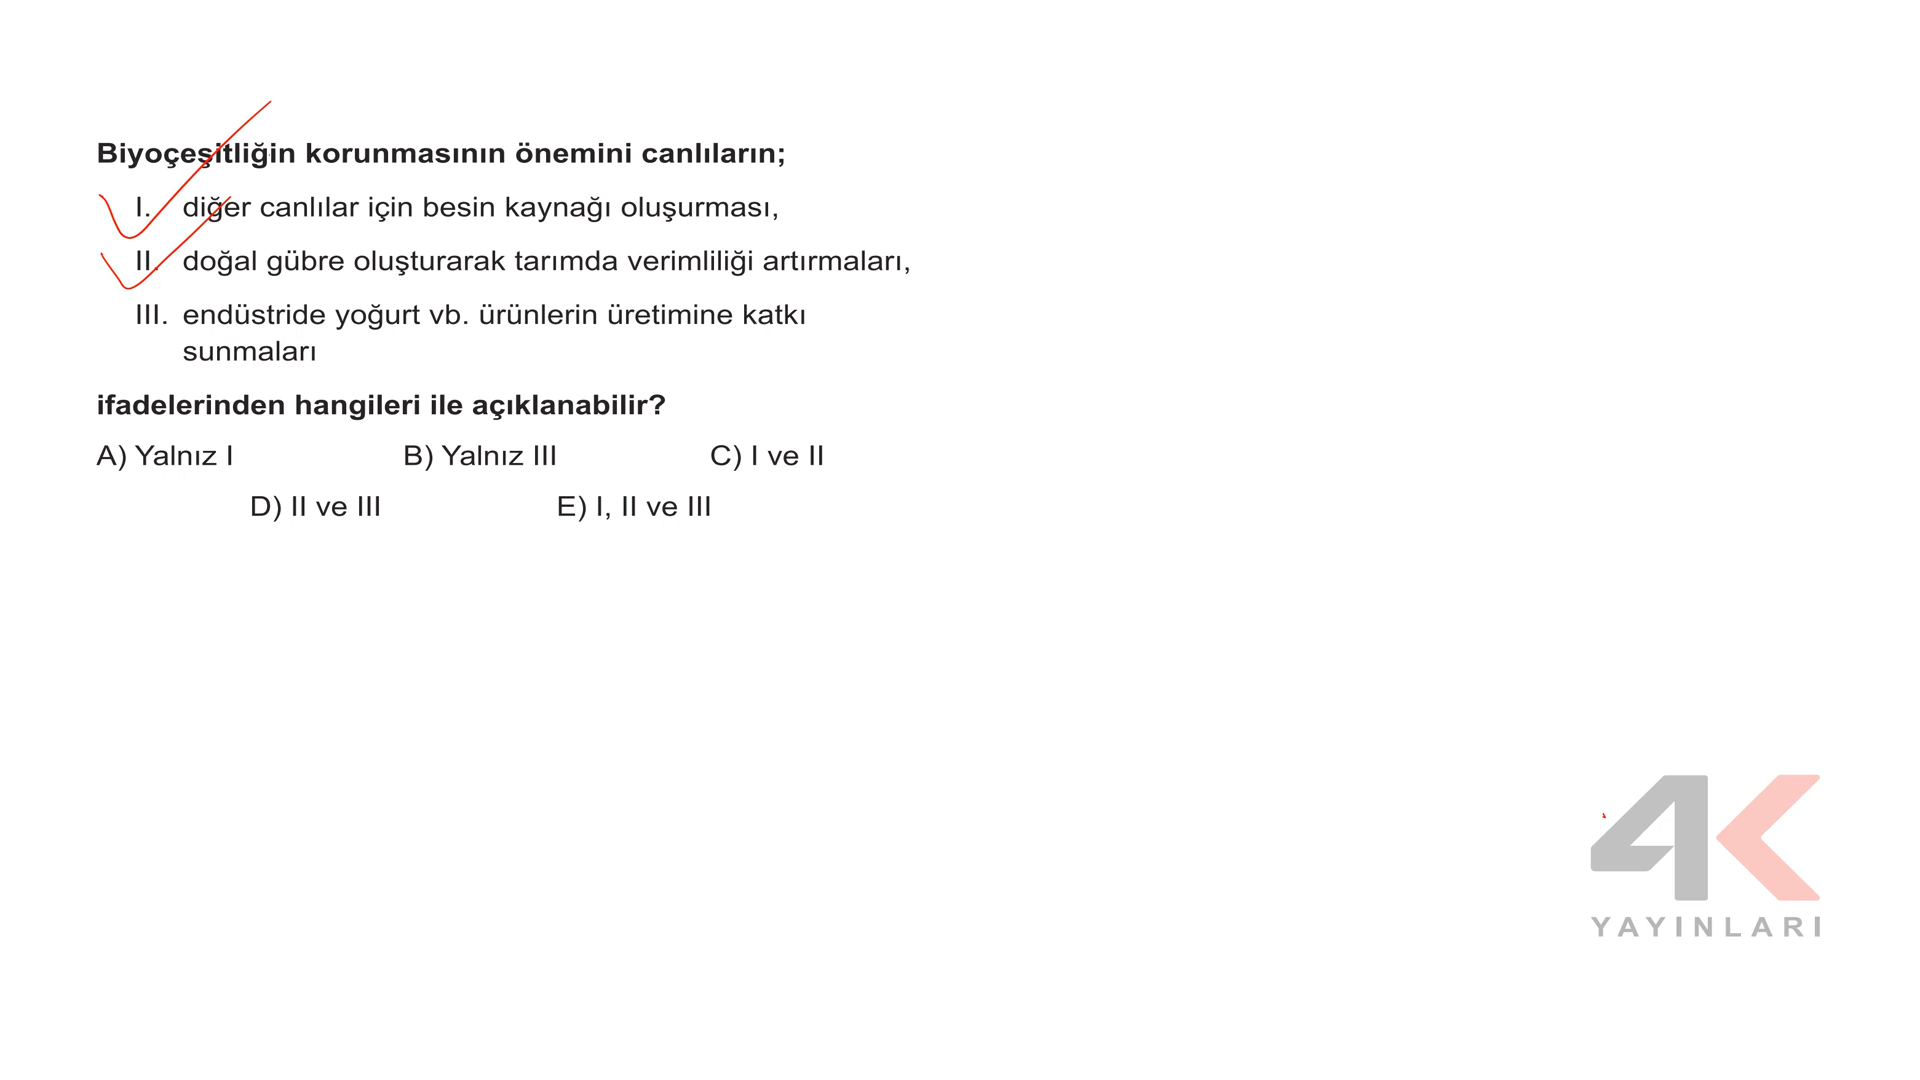 Biyoçeşitliğin korunmasının önemini canlıların;
I. diğer canlılar için besin kaynağı oluşurması,
II. doğal gübre oluşturarak tarımda verimliliği artırmaları,
III. endüstride yoğurt vb. ürünlerin üretimine katkı
sunmaları
ifadelerinden hangileri ile açıklanabilir?
A) Yalnız I B) Yalnız III C) I ve II
D) II ve III E) I, II ve III
4K
YAYINLARI